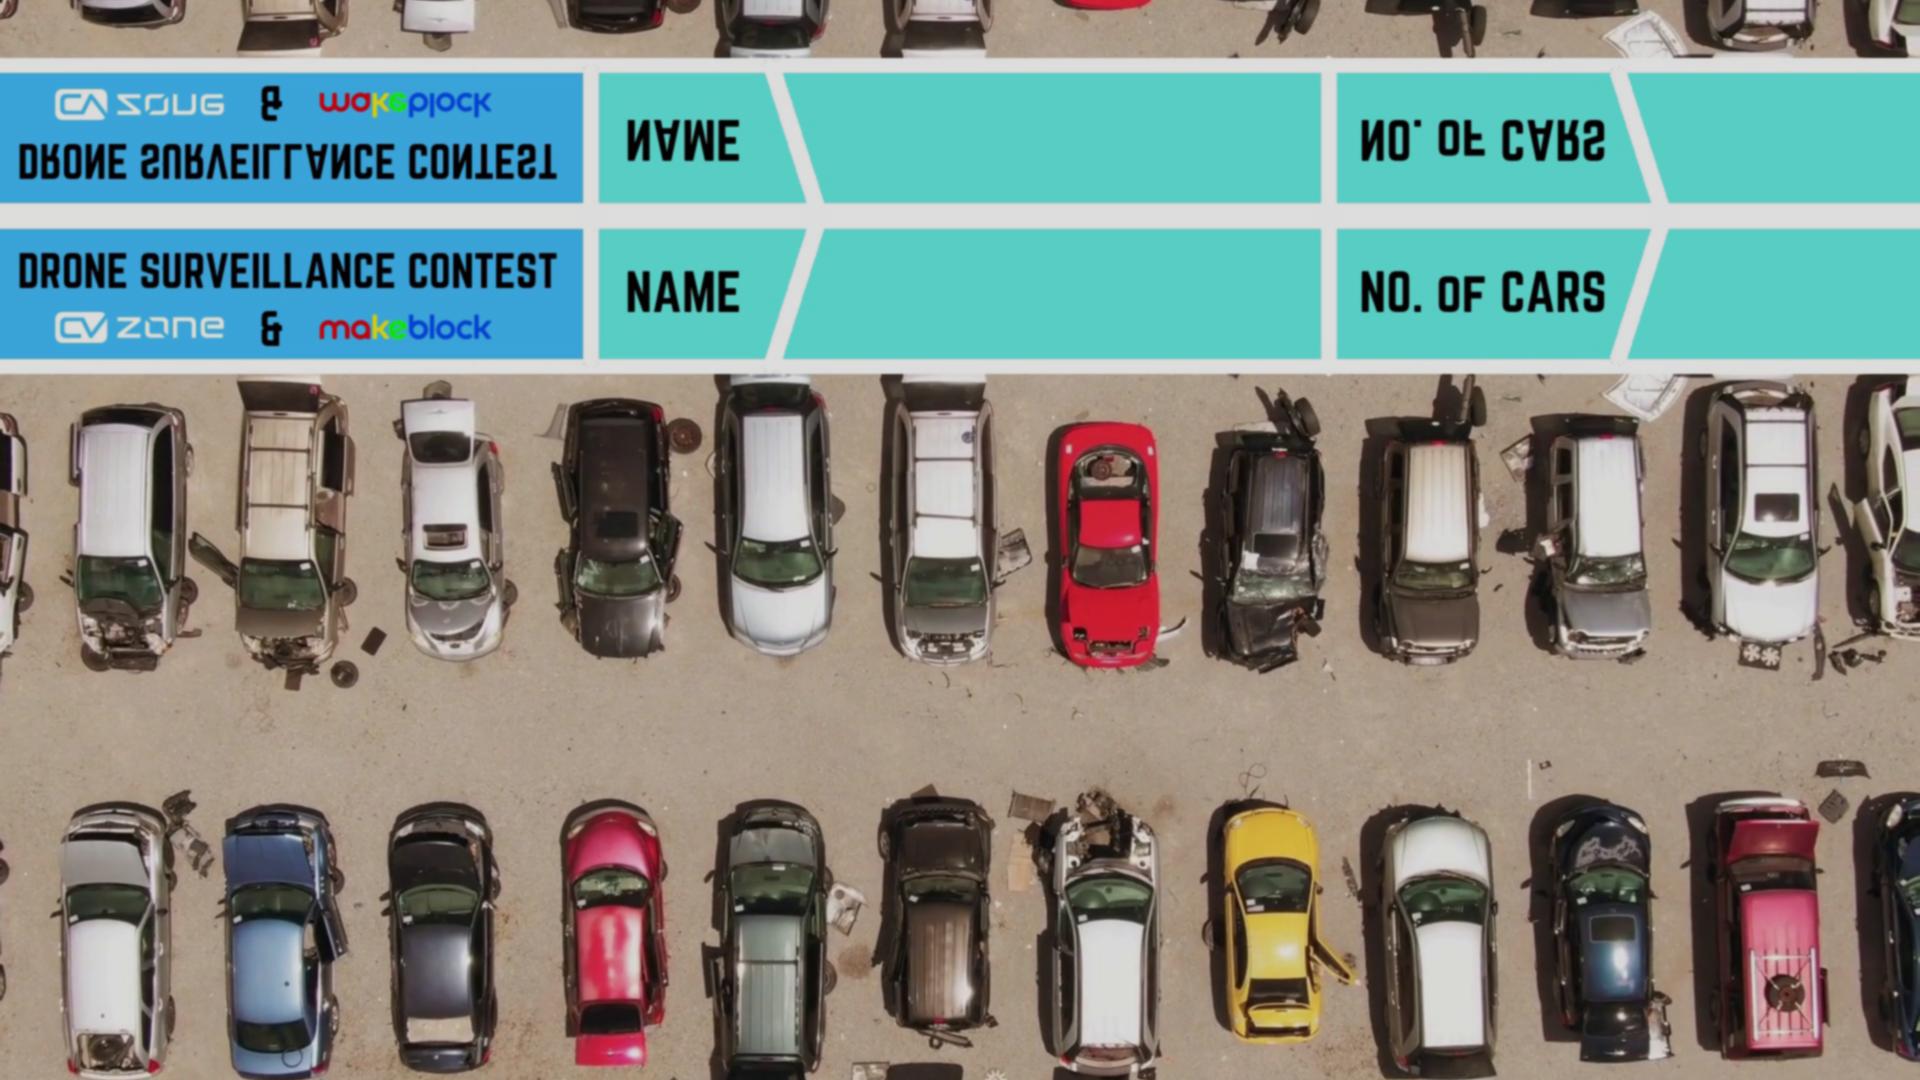 CV zone & makeblock
DRONE SURVEILLANCE CONTEST
NAME
NO. OF CARS
DRONE SURVEILLANCE CONTEST
CV zone & makeblock
NAME
NO. OF CARS